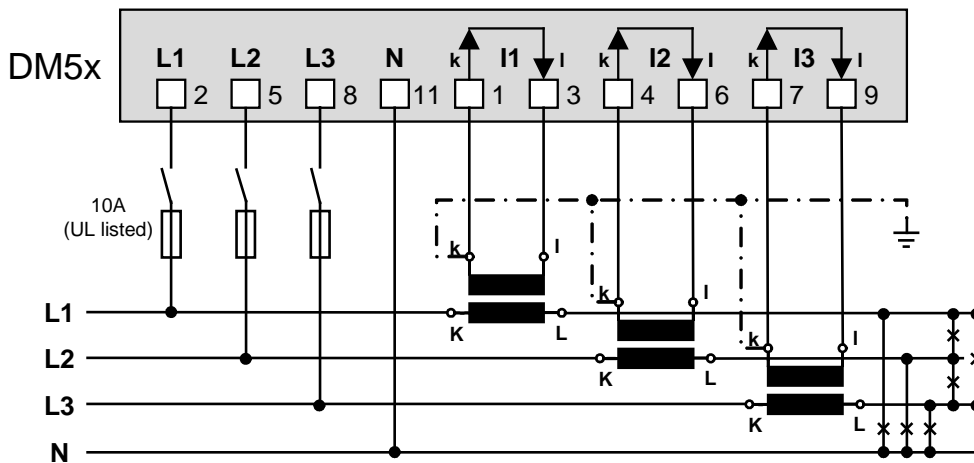 DM5x
L1 L2 L3 N k I1 l k I2 l k I3 l
2 5 8 11 1 3 4 6 7 9
10A
(UL listed)
k l
k l
k l
L1 K L
L2 K L
L3 K L
N